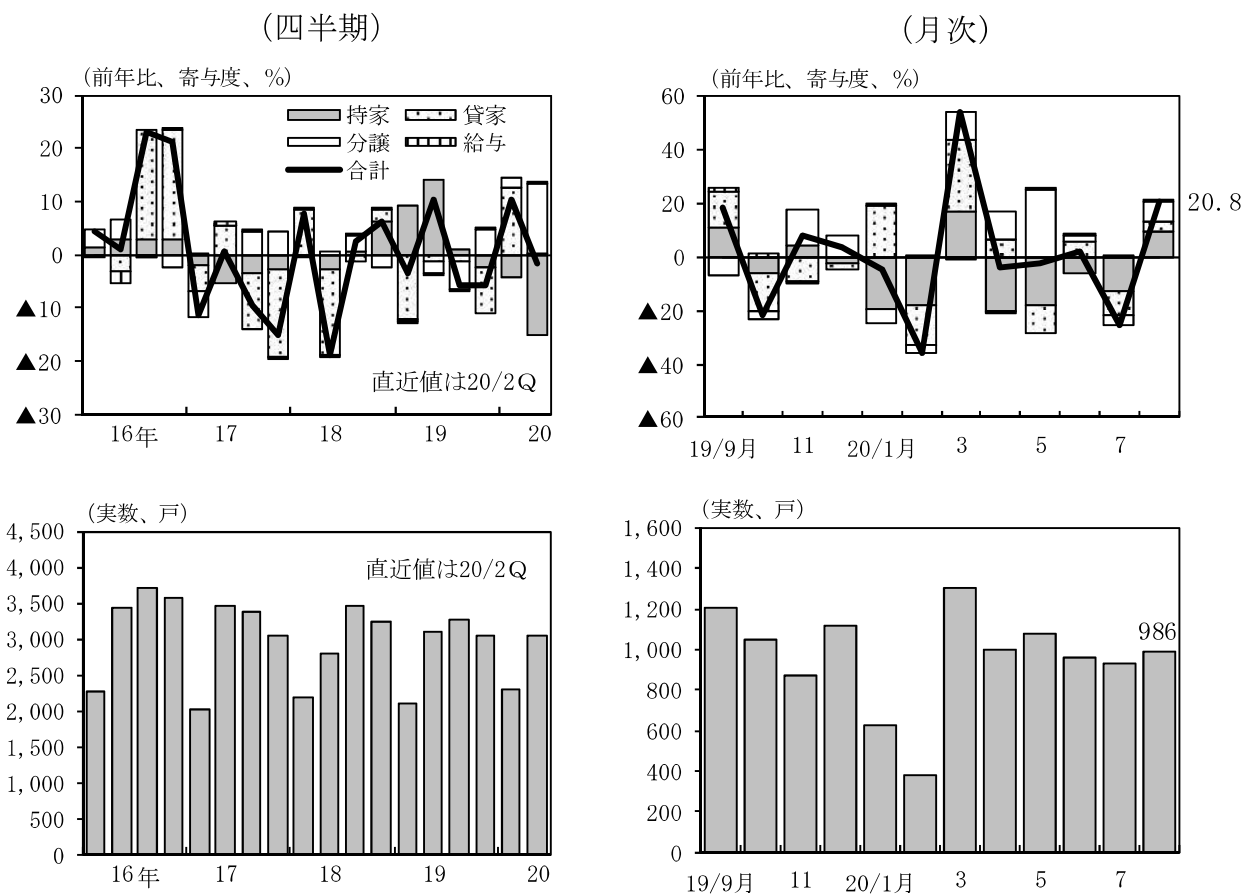 (四半期)
(前年比、寄与度、%)
30
20
10
0
▲10
▲20
▲30
持家
貸家
分譲
給与
合計
直近値は20/2Q
16年
17
18
19
20
(月次)
(前年比、寄与度、%)
60
40
20
0
▲20
▲40
▲60
20.8
19/9月
11
20/1月
3
5
7
(実数、戸)
4,500
4,000
3,500
3,000
2,500
2,000
1,500
1,000
500
0
直近値は20/2Q
16年
17
18
19
20
(実数、戸)
1,600
1,400
1,200
1,000
800
600
400
200
0
986
19/9月
11
20/1月
3
5
7